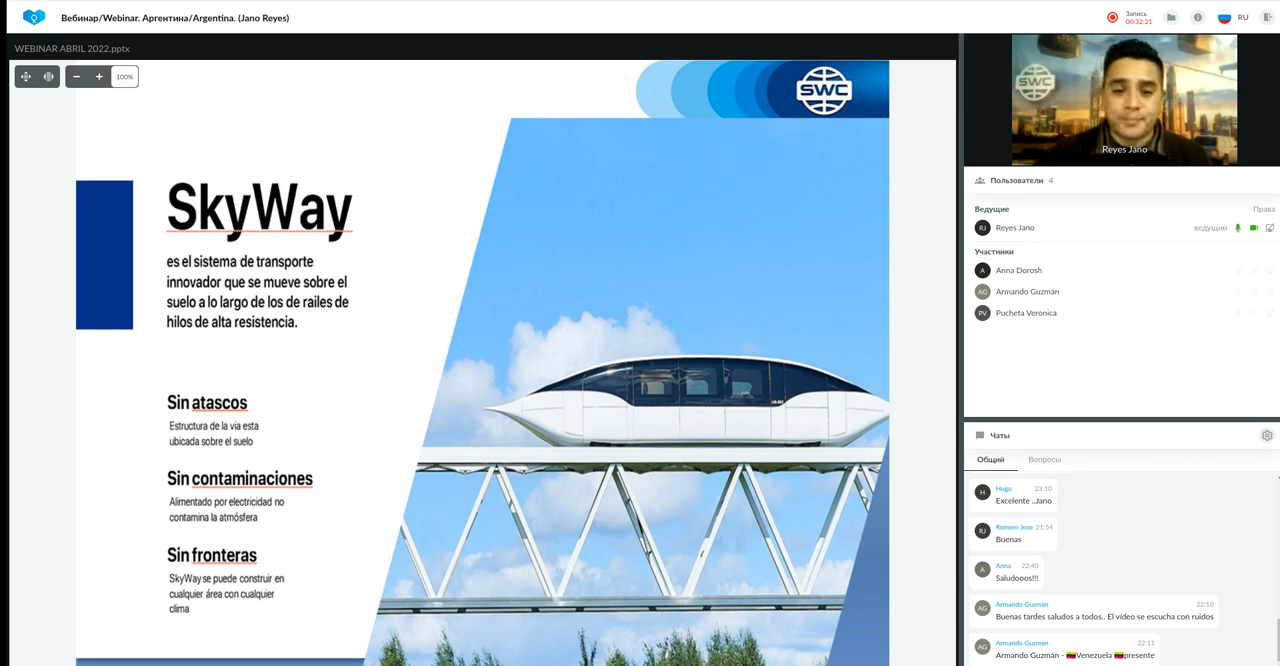 Вебинар/Webinar. Аргентина/Argentina. (Jano Reyes)
Запись
00:32:21
RU
WEBINAR ABRIL 2022.pptx
100%
SWC
SkyWay
es el sistema de transporte
innovador que se mueve sobre el
suelo a lo largo de los de railes de
hilos de alta resistencia.
Sin atascos
Estructura de la via esta
ubicada sobre el suelo
Sin contaminaciones
Alimentado por electricidad no
contamina la atmósfera
Sin fronteras
SkyWay se puede construir en
cualquier área con cualquier
clima
SWC
Reyes Jano
Пользователи 4
Ведущие Права
RJ Reyes Jano ведущий
Участники
A Anna Dorosh
AG Armando Guzmán
PV Pucheta Veronica
Чаты
Общий Вопросы
H Hugo 23:10
Excelente ..Jano
RJ Romero Jose 21:54
Buenas
A Anna 22:40
Saludooos!!!
AG Armando Guzmán 22:10
Buenas tardes saludos a todos.. El video se escucha con ruidos
AG Armando Guzmán 22:11
Armando Guzmán - 🇻🇪Venezuela 🇻🇪presente